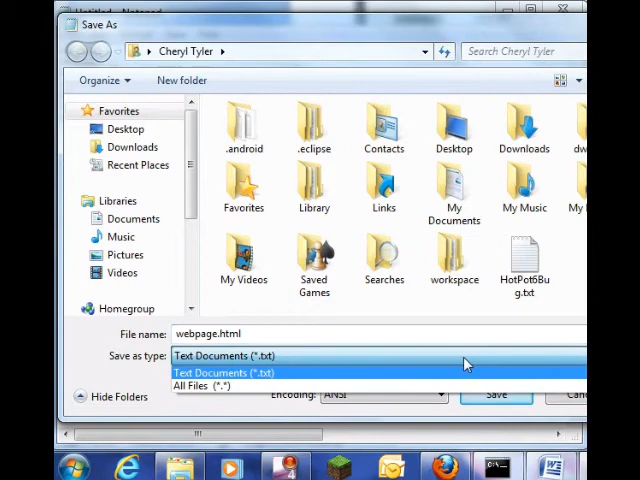 Untitled - Notepad
Save As
Cheryl Tyler
Search Cheryl Tyler
Organize
New folder
Favorites
Desktop
Downloads
Recent Places
Libraries
Documents
Music
Pictures
Videos
Homegroup
.android
.eclipse
Contacts
Desktop
Downloads
Favorites
Library
Links
My
Documents
My Music
My Videos
Saved
Games
Searches
workspace
HotPot6Bu
g.txt
File name: webpage.html
Save as type: Text Documents (*.txt)
Text Documents (*.txt)
All Files (*.*)
Hide Folders
Encoding: ANSI
Save